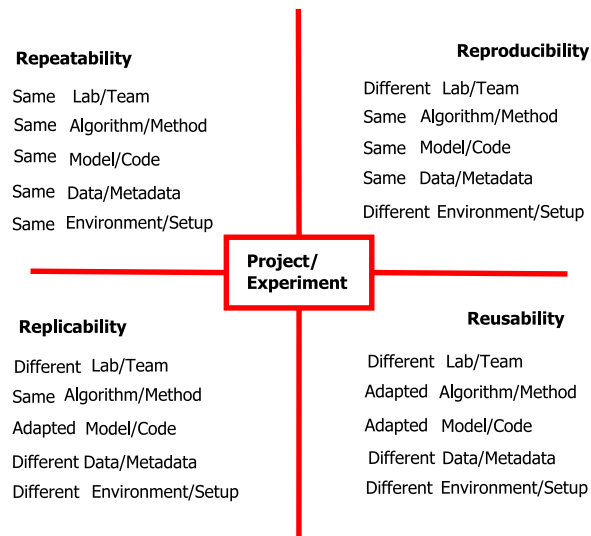 Repeatability
Same Lab/Team
Same Algorithm/Method
Same Model/Code
Same Data/Metadata
Same Environment/Setup
Reproducibility
Different Lab/Team
Same Algorithm/Method
Same Model/Code
Same Data/Metadata
Different Environment/Setup
Project/
Experiment
Replicability
Different Lab/Team
Same Algorithm/Method
Adapted Model/Code
Different Data/Metadata
Different Environment/Setup
Reusability
Different Lab/Team
Adapted Algorithm/Method
Adapted Model/Code
Different Data/Metadata
Different Environment/Setup